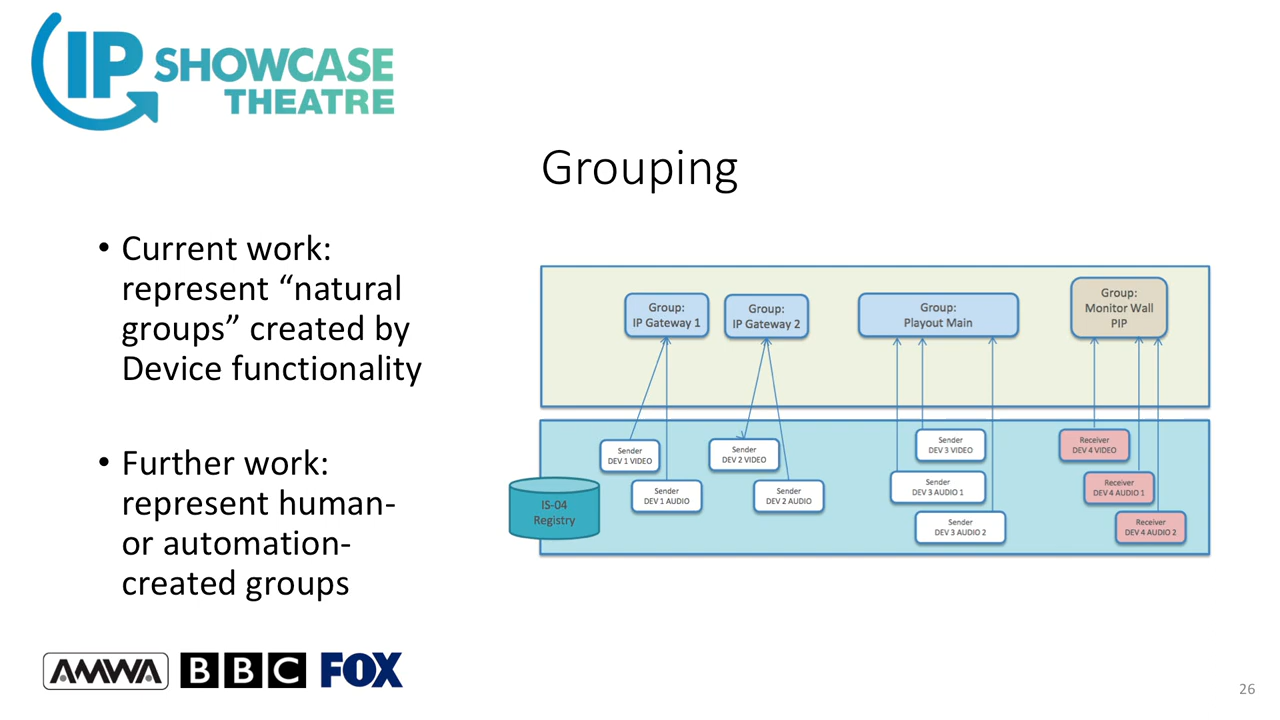 IP SHOWCASE
THEATRE
Grouping
• Current work:
represent “natural
groups” created by
Device functionality
• Further work:
represent human-
or automation-
created groups
Group:
IP Gateway 1
Group:
IP Gateway 2
Group:
Playout Main
Group:
Monitor Wall
PIP
Sender
DEV 1 VIDEO
Sender
DEV 1 AUDIO
Sender
DEV 2 VIDEO
Sender
DEV 2 AUDIO
Sender
DEV 3 VIDEO
Sender
DEV 3 AUDIO 1
Sender
DEV 3 AUDIO 2
Receiver
DEV 4 VIDEO
Receiver
DEV 4 AUDIO 1
Receiver
DEV 4 AUDIO 2
IS-04
Registry
AMWA BBC FOX
26